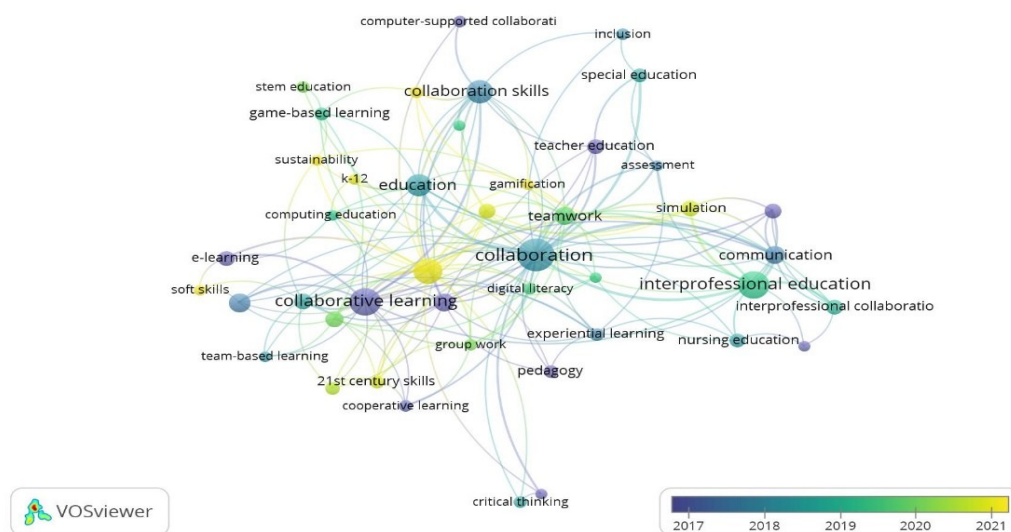 computer-supported collaborati
inclusion
special education
stem education
collaboration skills
game-based learning
teacher education
sustainability
assessment
k-12
education
gamification
computing education
teamwork
simulation
e-learning
collaboration
communication
soft skills
collaborative learning
digital literacy
interprofessional education
interprofessional collaboratio
experiential learning
nursing education
team-based learning
group work
pedagogy
21st century skills
cooperative learning
critical thinking
VOSviewer
2017 2018 2019 2020 2021